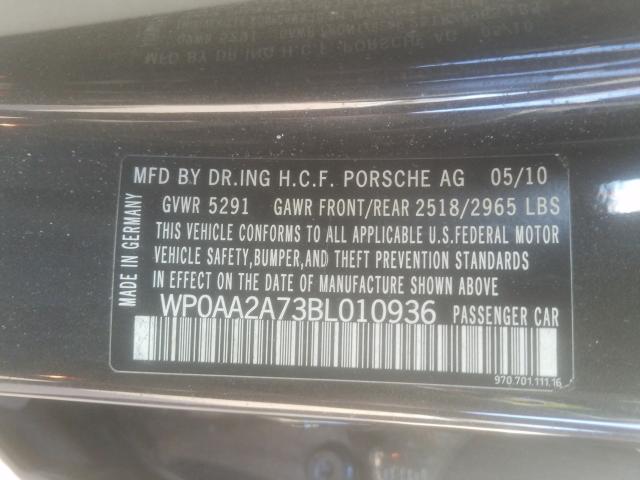 MFD BY DR.ING H.C.F. PORSCHE AG 05/10
GVWR 5291 GAWR FRONT/REAR 2518/2965 LBS
THIS VEHICLE CONFORMS TO ALL APPLICABLE U.S.FEDERAL MOTOR
VEHICLE SAFETY,BUMPER,AND THEFT PREVENTION STANDARDS
IN EFFECT ON THE DATE OF MANUFACTURE SHOWN ABOVE
WP0AA2A73BL010936 PASSENGER CAR
970.701.111.16
MADE IN GERMANY